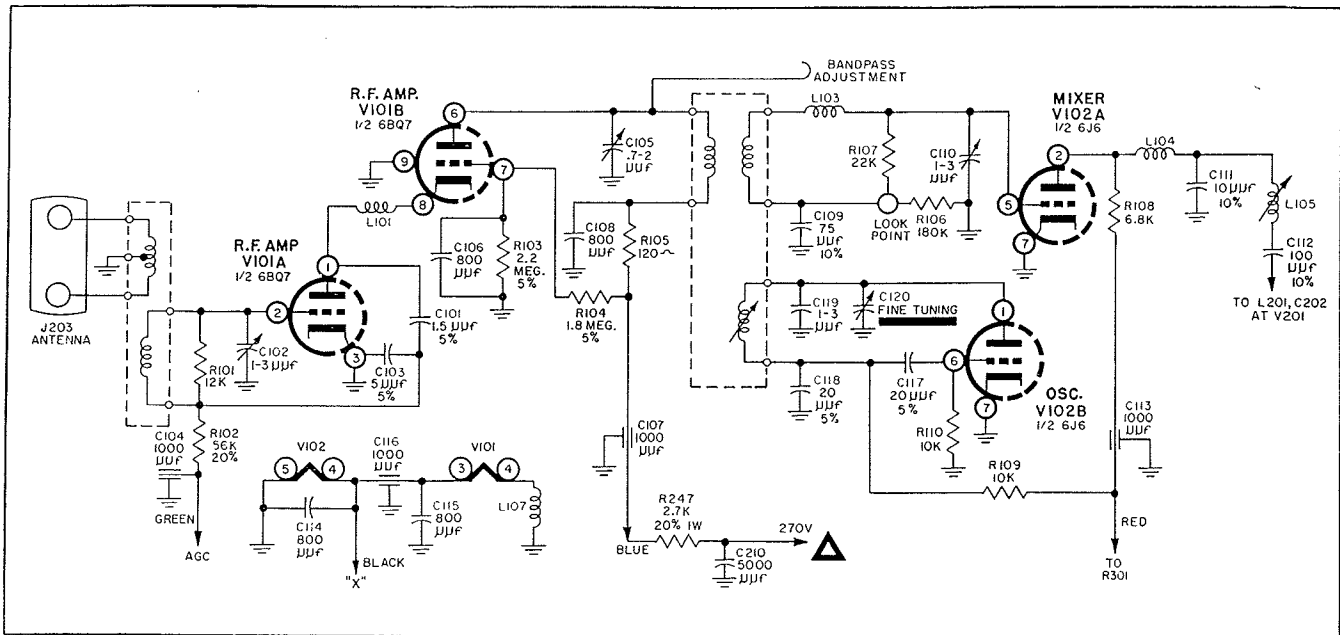 BANDPASS
ADJUSTMENT
R.F. AMP.
V101B
1/2 6BQ7
6
9
7
8
L101
C105
.7-2
µµf
L103
R107
22K
C110
1-3
µµf
MIXER
V102A
1/2 6J6
2
5
7
L104
C111
10µµf
10%
L105
C112
100
µµf
10%
TO L201, C202
AT V201
R108
6.8K
C109
75
µµf
10%
LOOK
POINT
R106
180K
C108
800
µµf
R105
120~
C106
800
µµf
R103
2.2
MEG.
5%
R104
1.8 MEG.
5%
R.F. AMP
V101A
1/2 6BQ7
1
2
3
C101
1.5µµf
5%
C103
5µµf
5%
J203
ANTENNA
R101
12K
C102
1-3µµf
C104
1000
µµf
R102
56K
20%
GREEN
AGC
V102
5
4
C114
800
µµf
BLACK
"X"
C116
1000
µµf
C115
800
µµf
V101
3
4
L107
C107
1000
µµf
BLUE
R247
2.7K
20% 1W
270V
C210
5000
µµf
C119
1-3
µµf
C120
FINE TUNING
1
6
7
OSC.
V102B
1/2 6J6
C118
20
µµf
5%
C117
20µµf
5%
R110
10K
R109
10K
C113
1000
µµf
RED
TO
R301